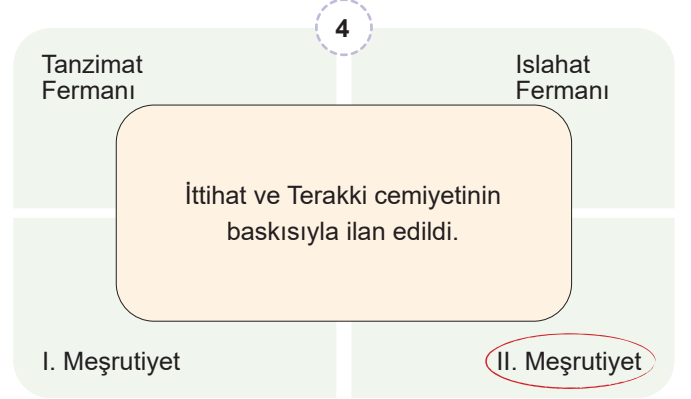 4
Tanzimat
Fermanı
Islahat
Fermanı
İttihat ve Terakki cemiyetinin
baskısıyla ilan edildi.
I. Meşrutiyet
II. Meşrutiyet